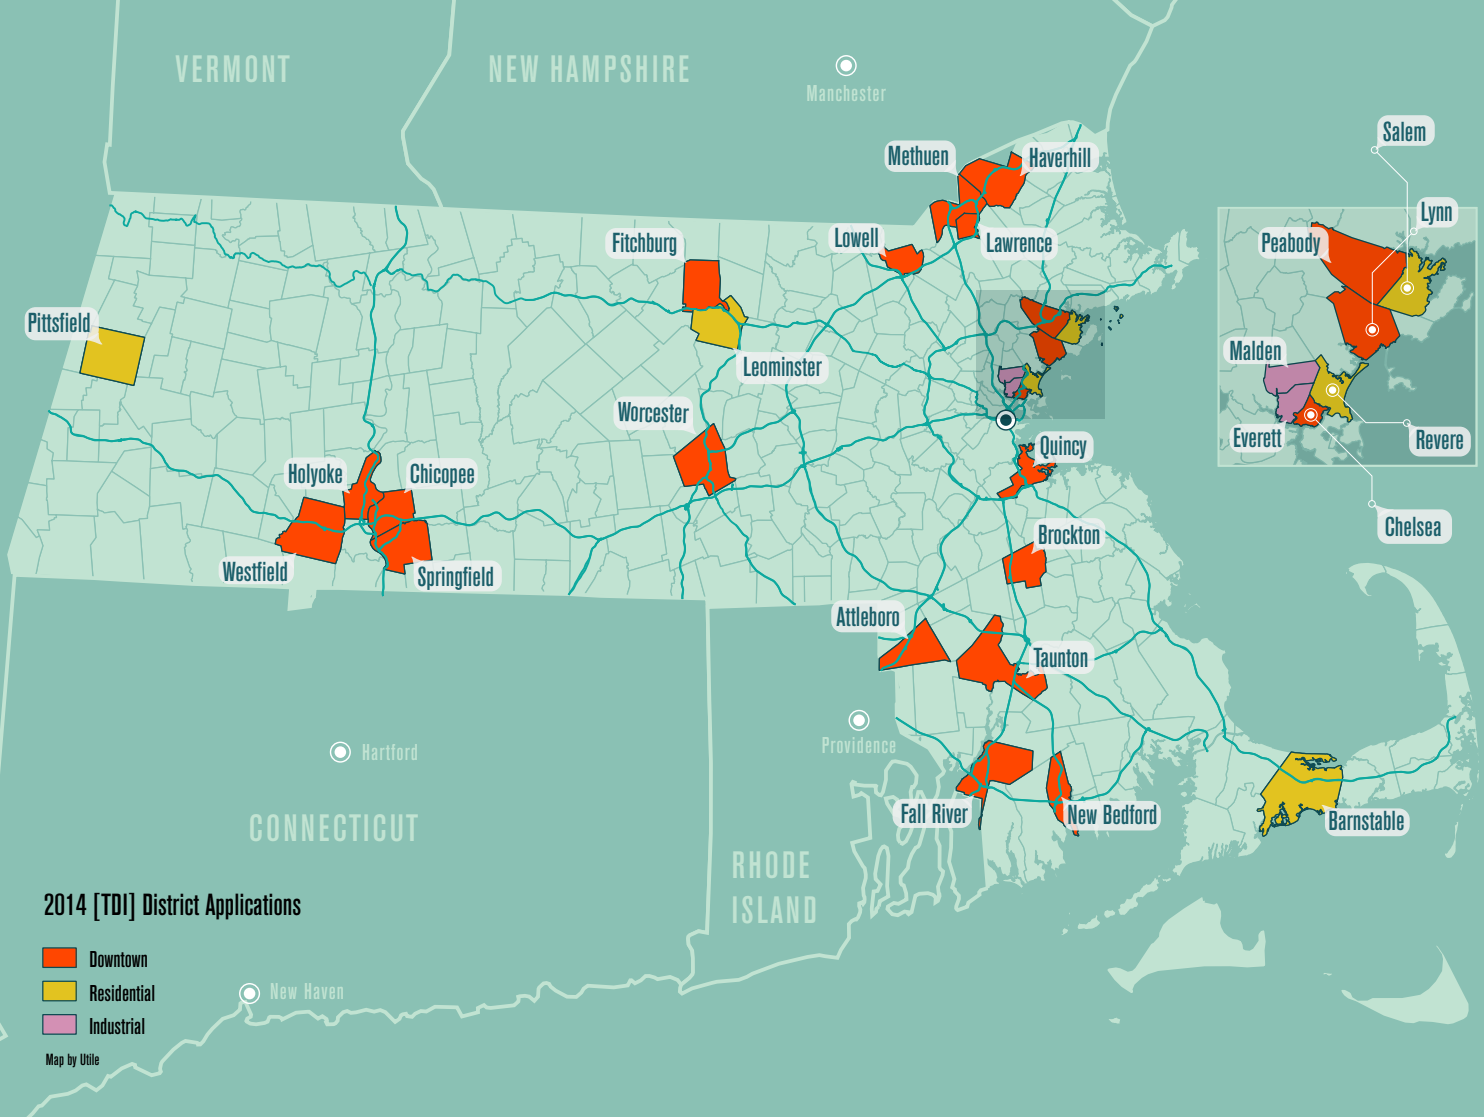 VERMONT
NEW HAMPSHIRE
Manchester
Salem
Methuen
Haverhill
Lynn
Fitchburg
Lowell
Lawrence
Peabody
Pittsfield
Malden
Leominster
Worcester
Everett
Revere
Quincy
Holyoke
Chicopee
Chelsea
Brockton
Westfield
Springfield
Attleboro
Taunton
Providence
Hartford
Fall River
New Bedford
Barnstable
CONNECTICUT
RHODE
ISLAND
2014 [TDI] District Applications
Downtown
Residential
New Haven
Industrial
Map by Utile